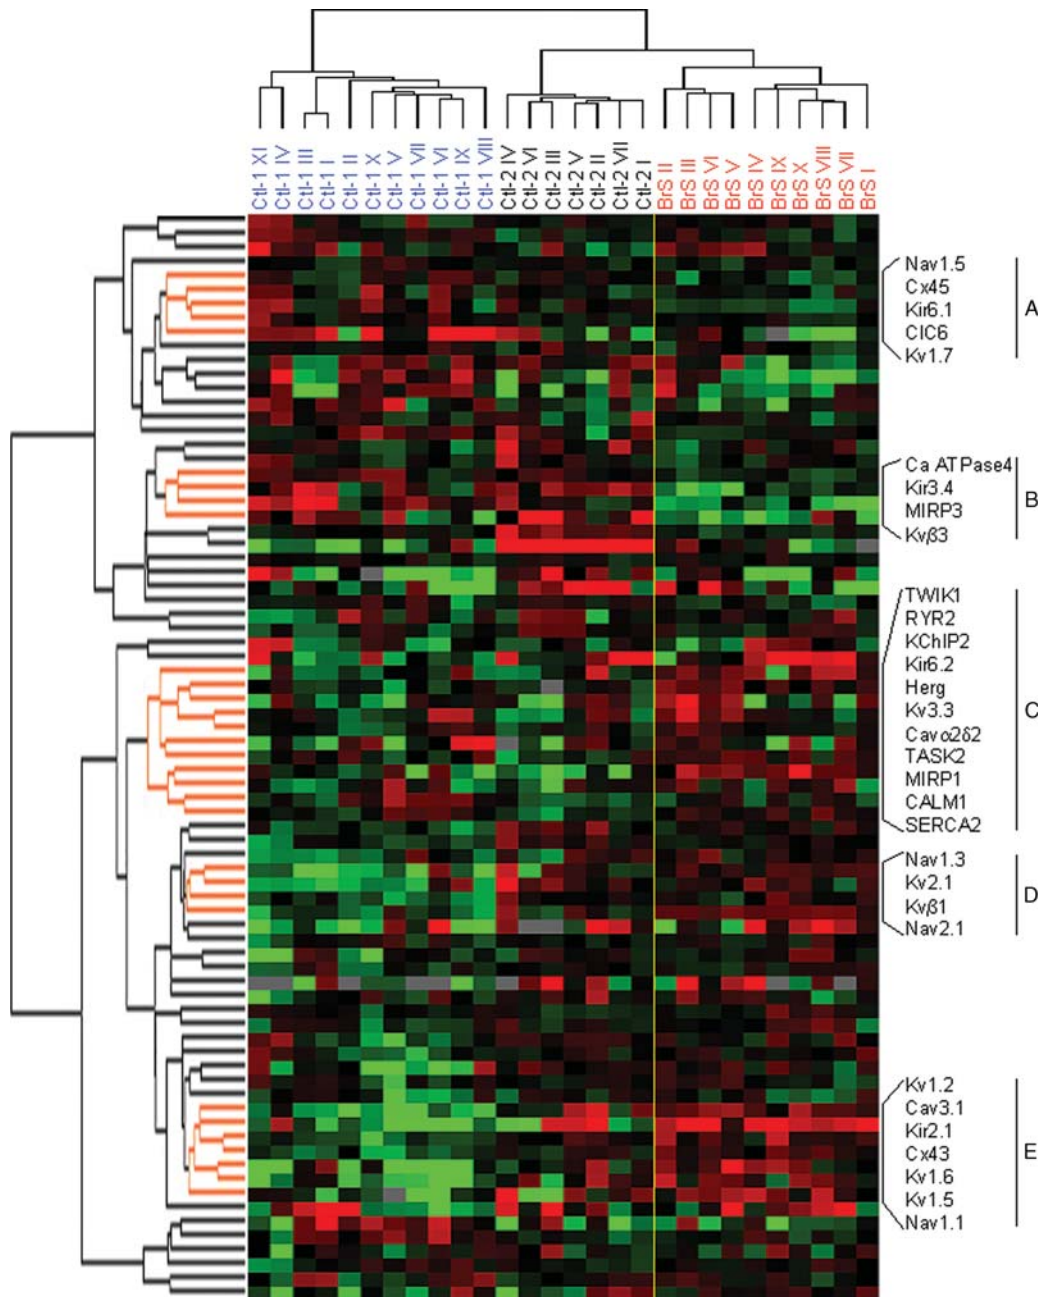 Ctl-1 XI
Ctl-1 IV
Ctl-1 III
Ctl-1 I
Ctl-1 II
Ctl-1 X
Ctl-1 V
Ctl-1 VII
Ctl-1 VI
Ctl-1 IX
Ctl-1 VIII
Ctl-2 IV
Ctl-2 VI
Ctl-2 III
Ctl-2 V
Ctl-2 II
Ctl-2 VII
Ctl-2 I
BrS II
BrS III
BrS VI
BrS V
BrS IV
BrS IX
BrS X
BrS VIII
BrS VII
BrS I
Nav1.5
Cx45
Kir6.1
ClC6
Kv1.7
A
Ca ATPase4
Kir3.4
MIRP3
Kvβ3
B
TWIK1
RYR2
KChIP2
Kir6.2
Herg
Kv3.3
Cavα2δ2
TASK2
MIRP1
CALM1
SERCA2
C
Nav1.3
Kv2.1
Kvβ1
Nav2.1
D
Kv1.2
Cav3.1
Kir2.1
Cx43
Kv1.6
Kv1.5
Nav1.1
E